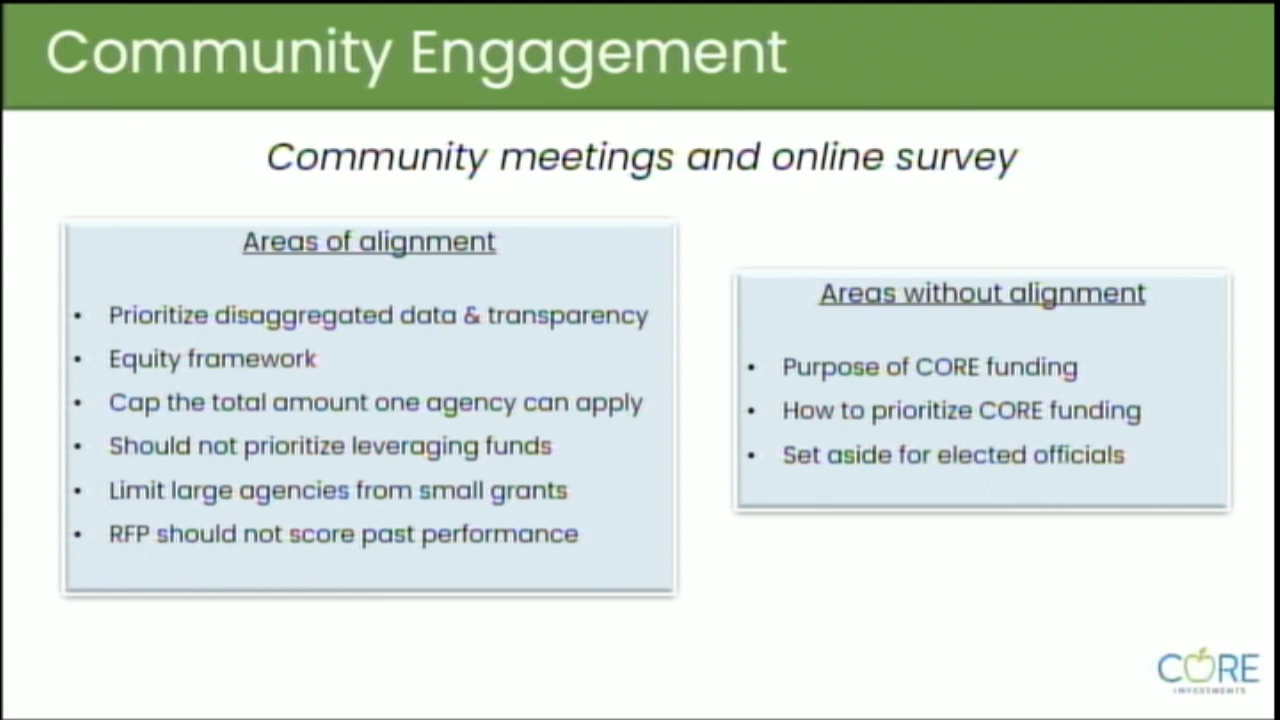 Community Engagement
Community meetings and online survey
Areas of alignment
• Prioritize disaggregated data & transparency
• Equity framework
• Cap the total amount one agency can apply
• Should not prioritize leveraging funds
• Limit large agencies from small grants
• RFP should not score past performance
Areas without alignment
• Purpose of CORE funding
• How to prioritize CORE funding
• Set aside for elected officials
CORE
INVESTMENTS